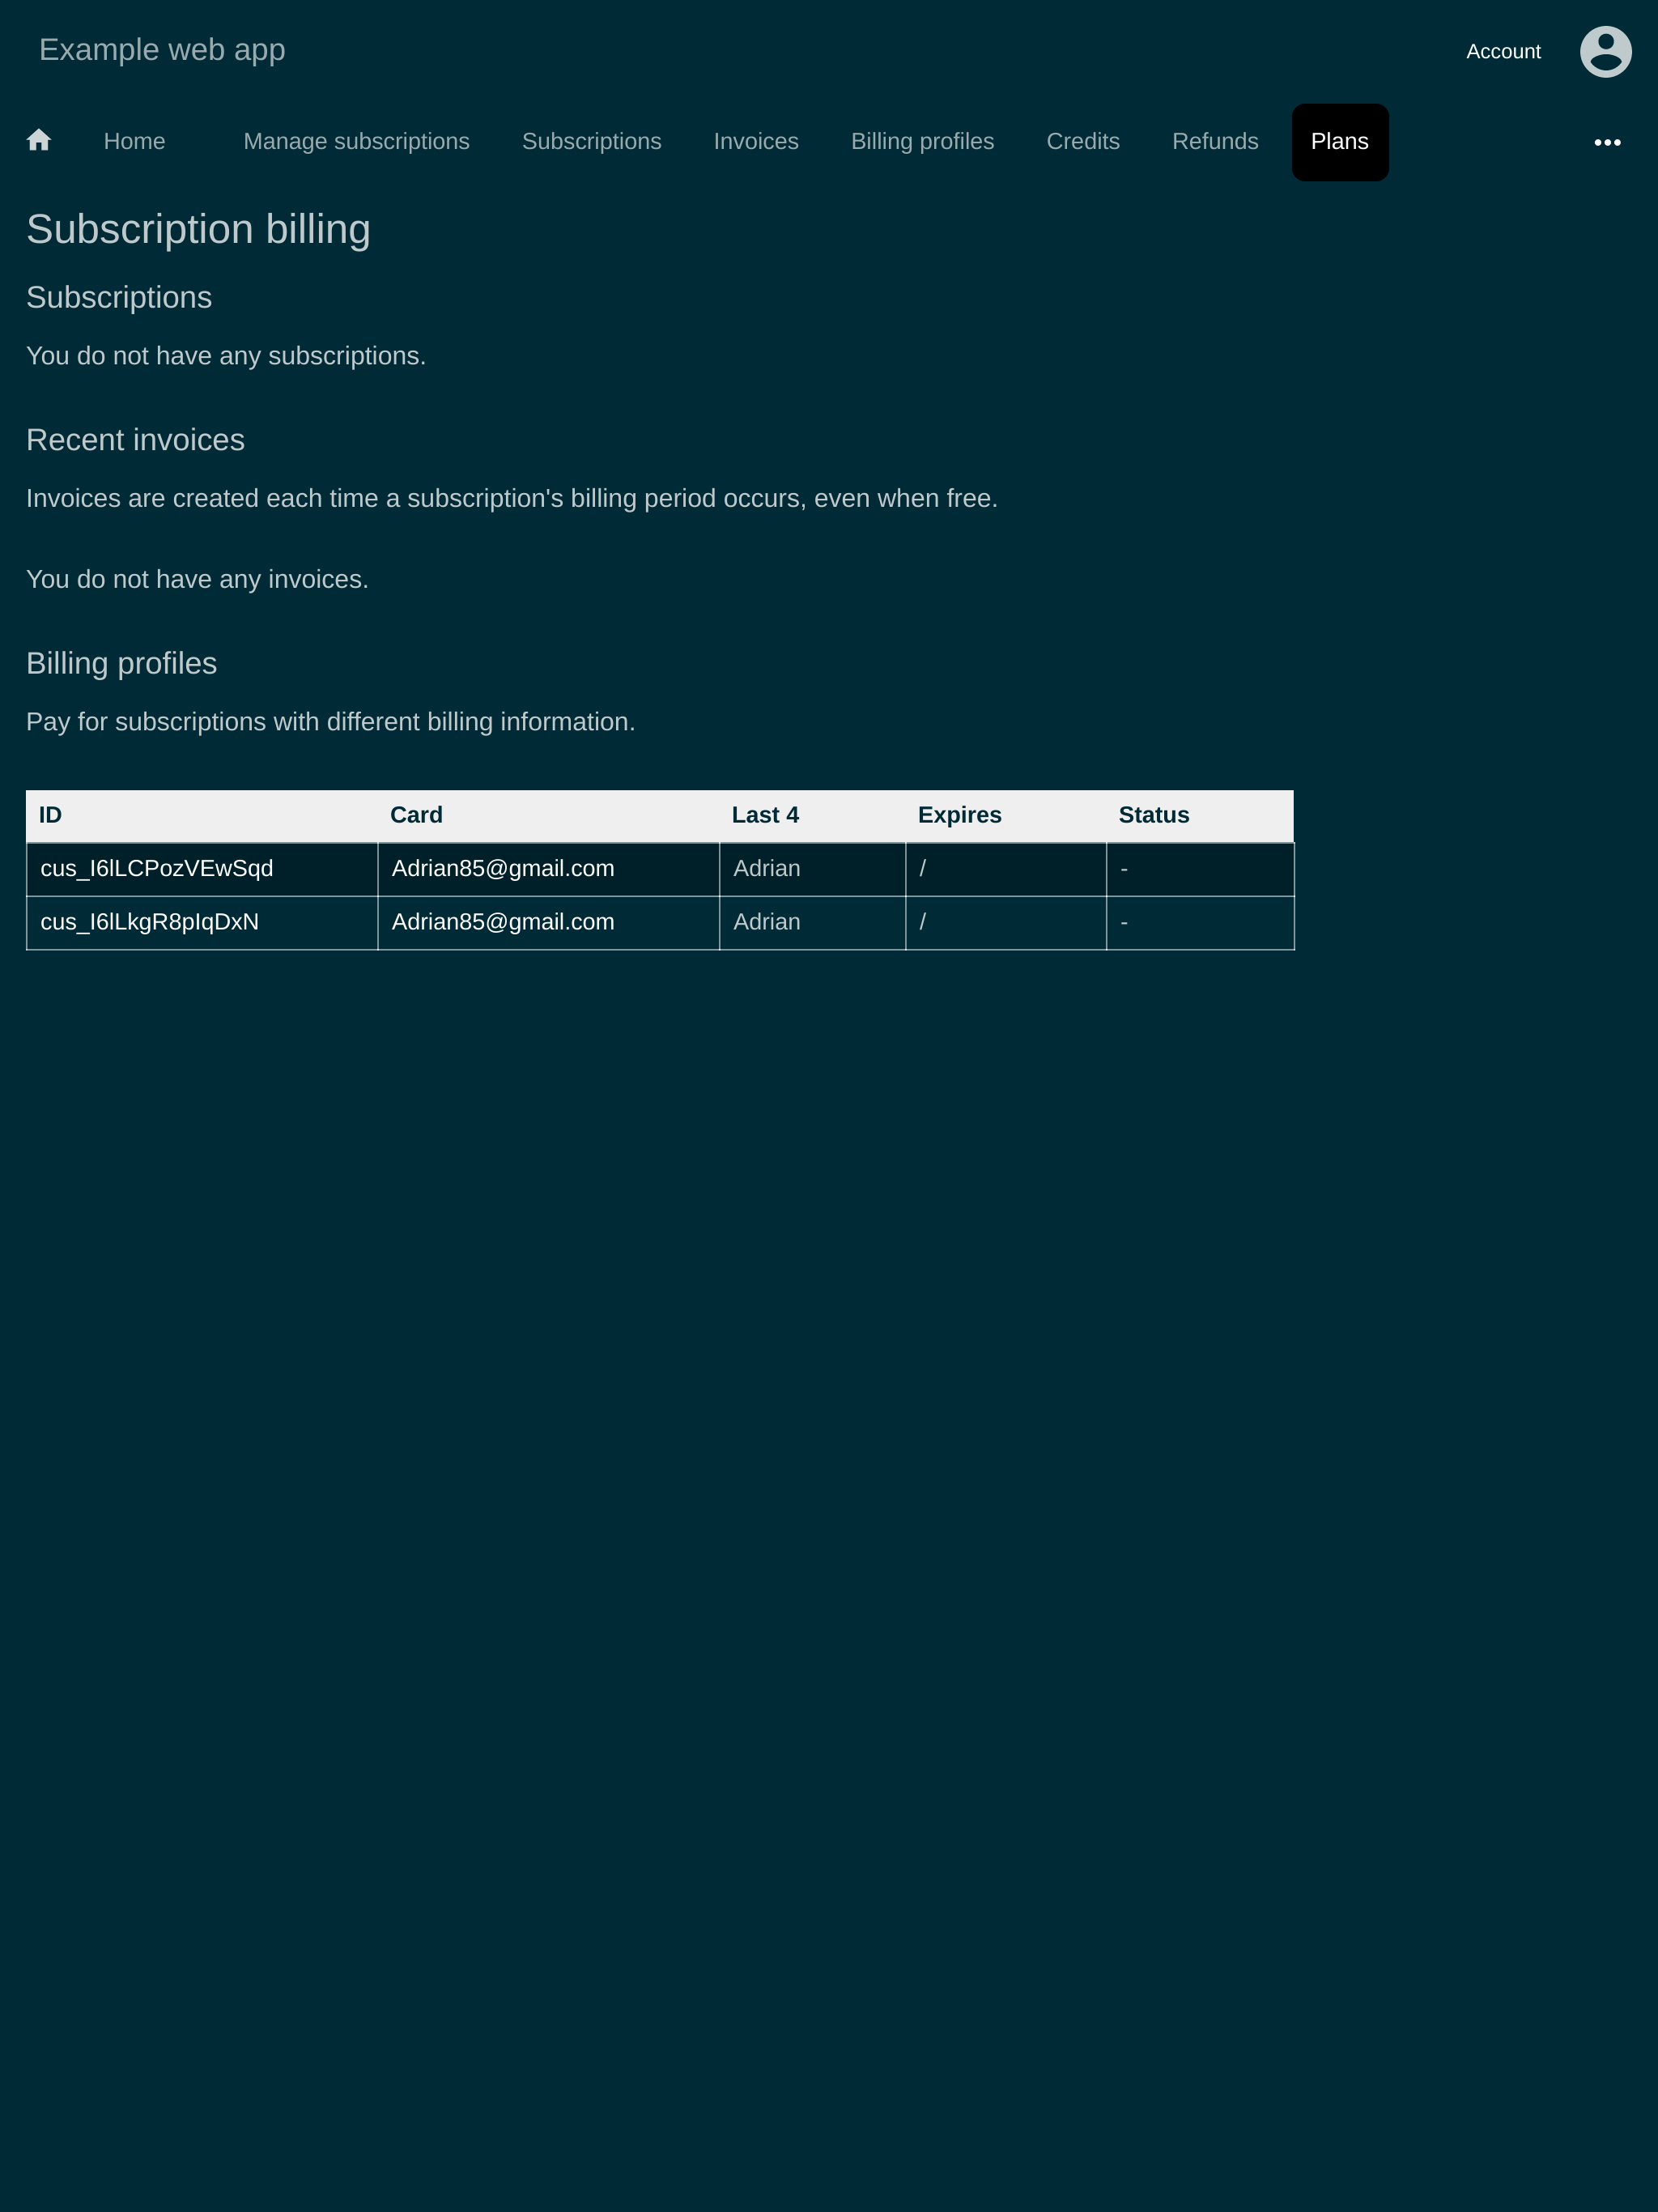 Example web app
Account
Home Manage subscriptions Subscriptions Invoices Billing profiles Credits Refunds Plans
Subscription billing
Subscriptions
You do not have any subscriptions.
Recent invoices
Invoices are created each time a subscription's billing period occurs, even when free.
You do not have any invoices.
Billing profiles
Pay for subscriptions with different billing information.
ID Card Last 4 Expires Status
cus_I6lLCPozVEwSqd Adrian85@gmail.com Adrian / -
cus_I6lLkgR8pIqDxN Adrian85@gmail.com Adrian / -